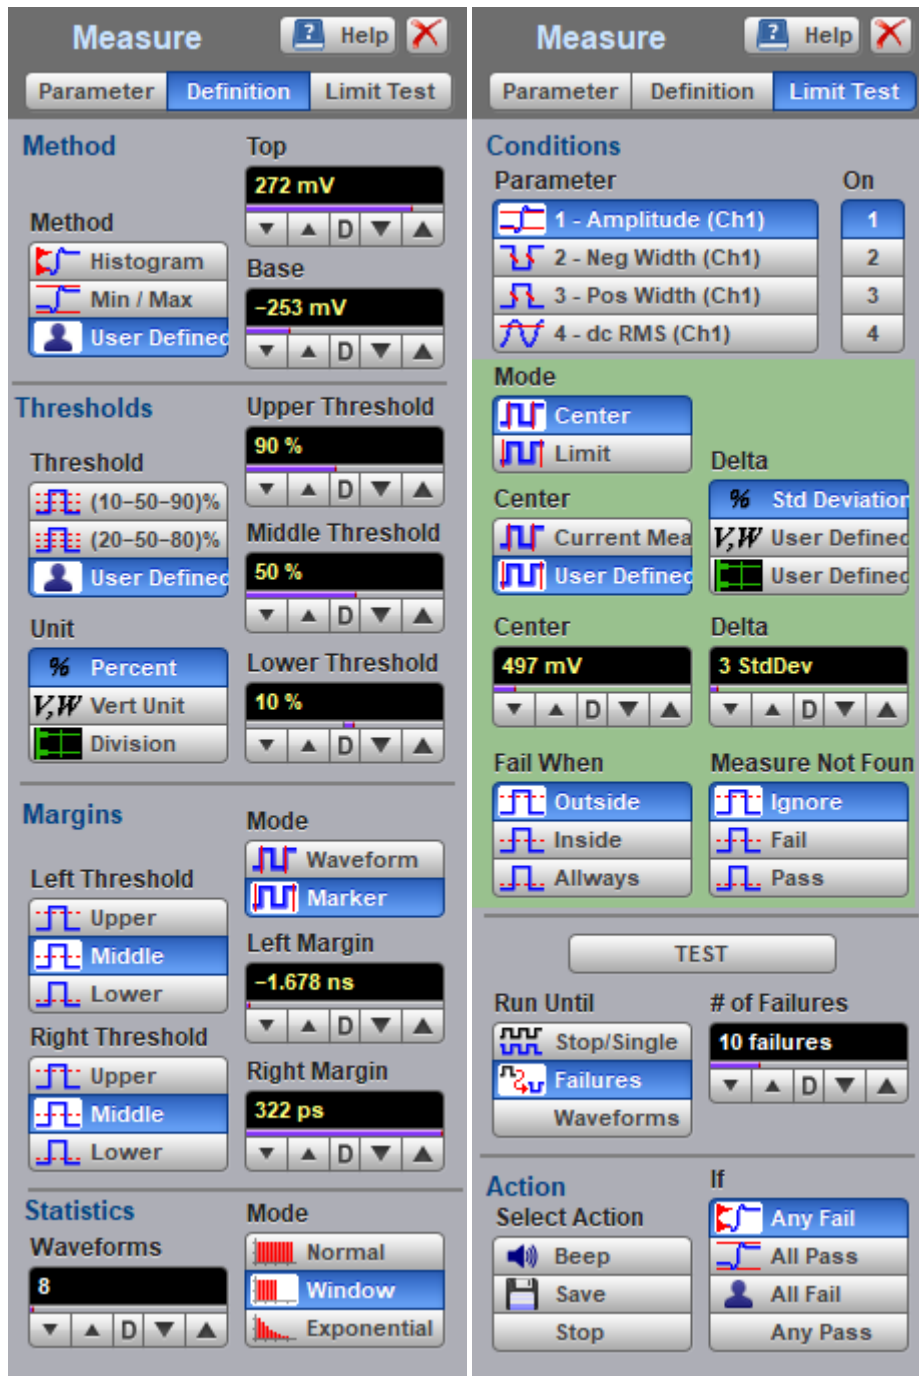 Measure
? Help
Parameter Definition Limit Test
Method
Top
272 mV
D
Method
Histogram
Min / Max
User Defined
Base
−253 mV
D
Thresholds
Threshold
(10−50−90)%
(20−50−80)%
User Defined
Upper Threshold
90 %
D
Middle Threshold
50 %
D
Unit
% Percent
V,W Vert Unit
Division
Lower Threshold
10 %
D
Margins
Left Threshold
Upper
Middle
Lower
Mode
Waveform
Marker
Left Margin
−1.678 ns
D
Right Threshold
Upper
Middle
Lower
Right Margin
322 ps
D
Statistics
Waveforms
8
D
Mode
Normal
Window
Exponential
Measure
? Help
Parameter Definition Limit Test
Conditions
Parameter On
1 - Amplitude (Ch1) 1
2 - Neg Width (Ch1) 2
3 - Pos Width (Ch1) 3
4 - dc RMS (Ch1) 4
Mode
Center
Limit
Center
Current Mea
User Defined
Delta
% Std Deviation
V,W User Defined
User Defined
Center
497 mV
D
Delta
3 StdDev
D
Fail When
Outside
Inside
Allways
Measure Not Foun
Ignore
Fail
Pass
TEST
Run Until
Stop/Single
Failures
Waveforms
# of Failures
10 failures
D
Action
Select Action
Beep
Save
Stop
If
Any Fail
All Pass
All Fail
Any Pass